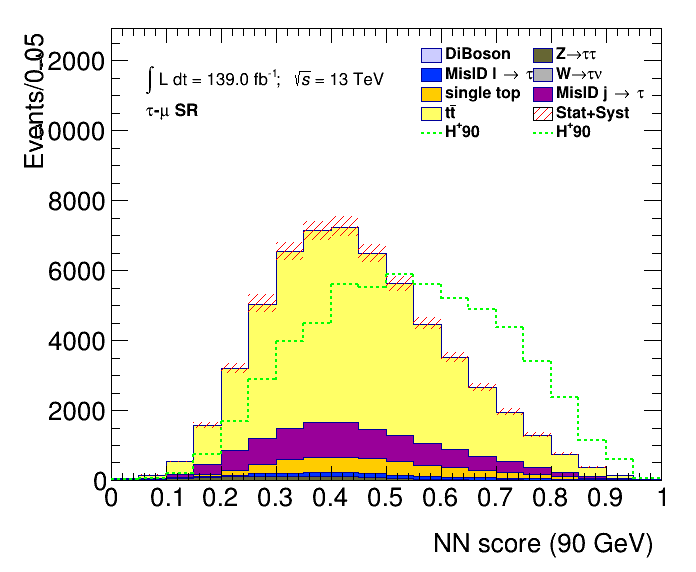 Events/0.05
12000
10000
8000
6000
4000
2000
0
∫ L dt = 139.0 fb⁻¹; √s = 13 TeV
τ-μ SR
DiBoson
MisID l → τ
single top
tt̄
H⁺90
Z→ττ
W→τν
MisID j → τ
Stat+Syst
H⁺90
0 0.1 0.2 0.3 0.4 0.5 0.6 0.7 0.8 0.9 1
NN score (90 GeV)